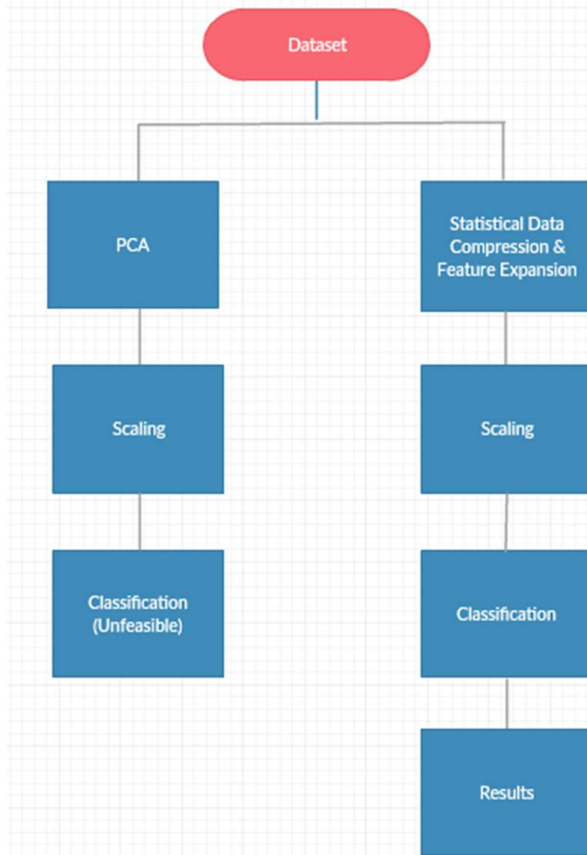 Dataset
PCA
Statistical Data
Compression &
Feature Expansion
Scaling
Scaling
Classification
(Unfeasible)
Classification
Results